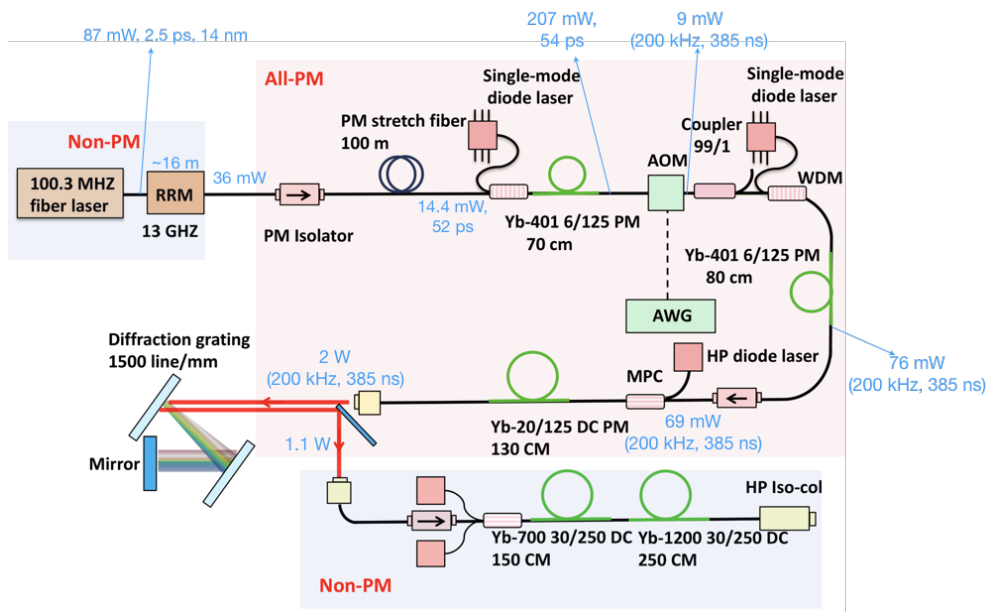 87 mW, 2.5 ps, 14 nm
207 mW,
54 ps
9 mW
(200 kHz, 385 ns)
All-PM
Single-mode
diode laser
Single-mode
diode laser
Non-PM
PM stretch fiber
100 m
Coupler
99/1
~16 m
AOM
WDM
100.3 MHZ
fiber laser
RRM
36 mW
13 GHZ
PM Isolator
14.4 mW,
52 ps
Yb-401 6/125 PM
70 cm
Yb-401 6/125 PM
80 cm
AWG
Diffraction grating
1500 line/mm
2 W
(200 kHz, 385 ns)
MPC
HP diode laser
76 mW
(200 kHz, 385 ns)
Yb-20/125 DC PM
130 CM
69 mW
(200 kHz, 385 ns)
1.1 W
Mirror
HP Iso-col
Yb-700 30/250 DC
150 CM
Yb-1200 30/250 DC
250 CM
Non-PM